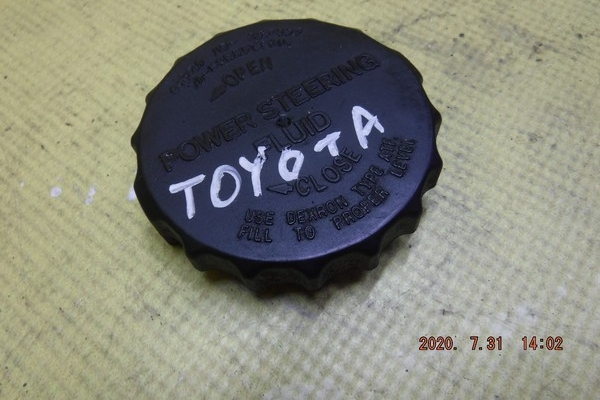 OPEN
POWER STEERING
FLUID
TOYOTA
CLOSE
USE DEXRON TYPE ATF
FILL TO PROPER LEVEL
2020. 7.31 14:02